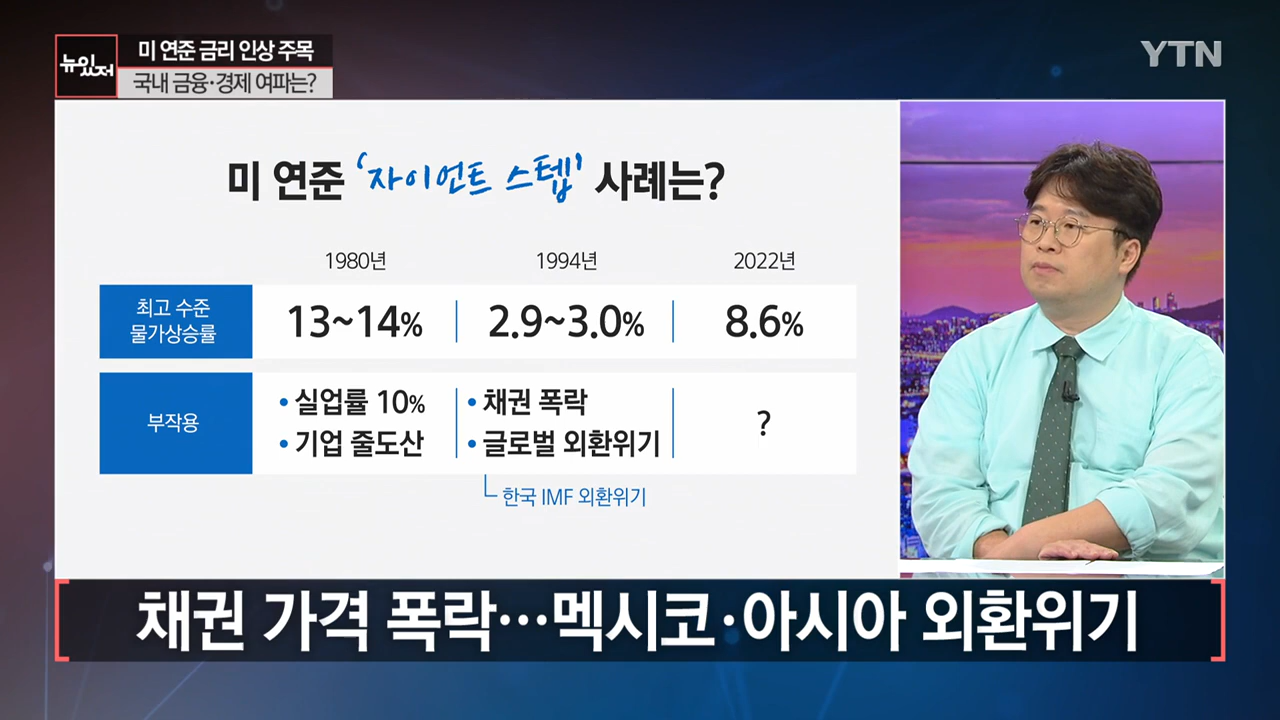 뉴있저
미 연준 금리 인상 주목
국내 금융·경제 여파는?
YTN
미 연준 '자이언트 스텝' 사례는?
1980년 1994년 2022년
최고 수준
물가상승률
13~14% 2.9~3.0% 8.6%
부작용
• 실업률 10%
• 기업 줄도산
• 채권 폭락
• 글로벌 외환위기
?
한국 IMF 외환위기
채권 가격 폭락…멕시코·아시아 외환위기